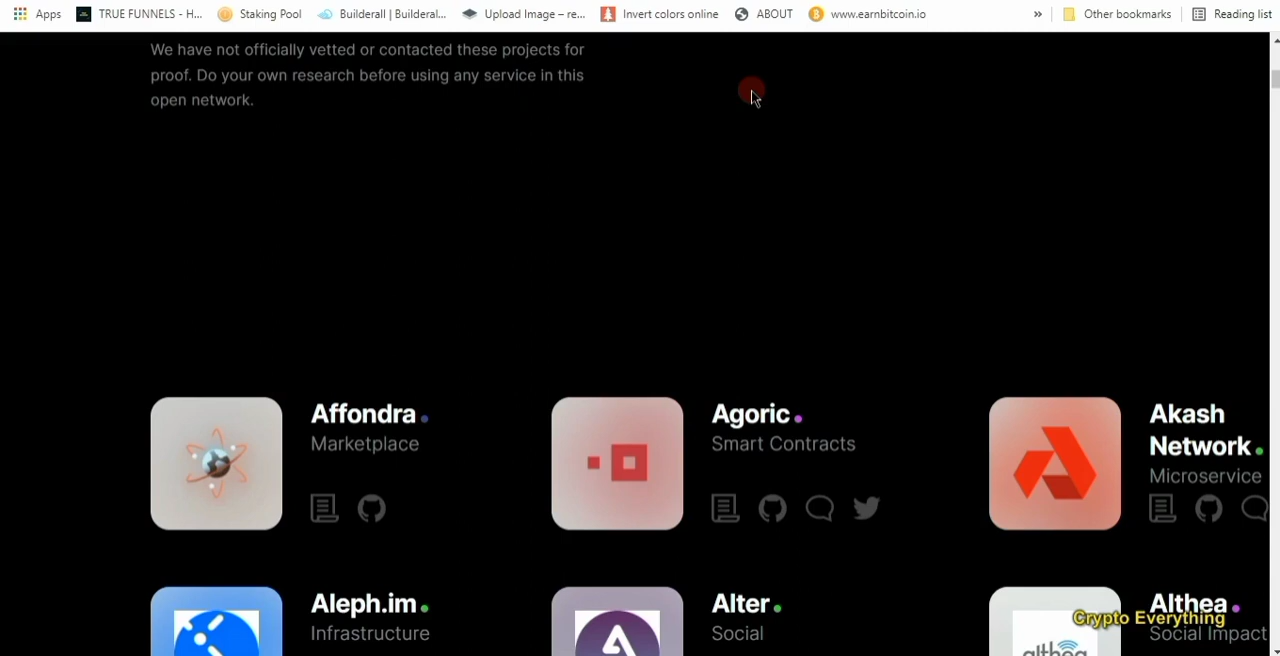 Apps TRUE FUNNELS - H... Staking Pool Builderall | Builderal... Upload Image – re... Invert colors online ABOUT www.earnbitcoin.io » Other bookmarks Reading list
We have not officially vetted or contacted these projects for
proof. Do your own research before using any service in this
open network.
Affondra Agoric Akash
Marketplace Smart Contracts Network
Microservice
Aleph.im Alter Althea
Crypto Everything
Infrastructure Social Social Impact
althea